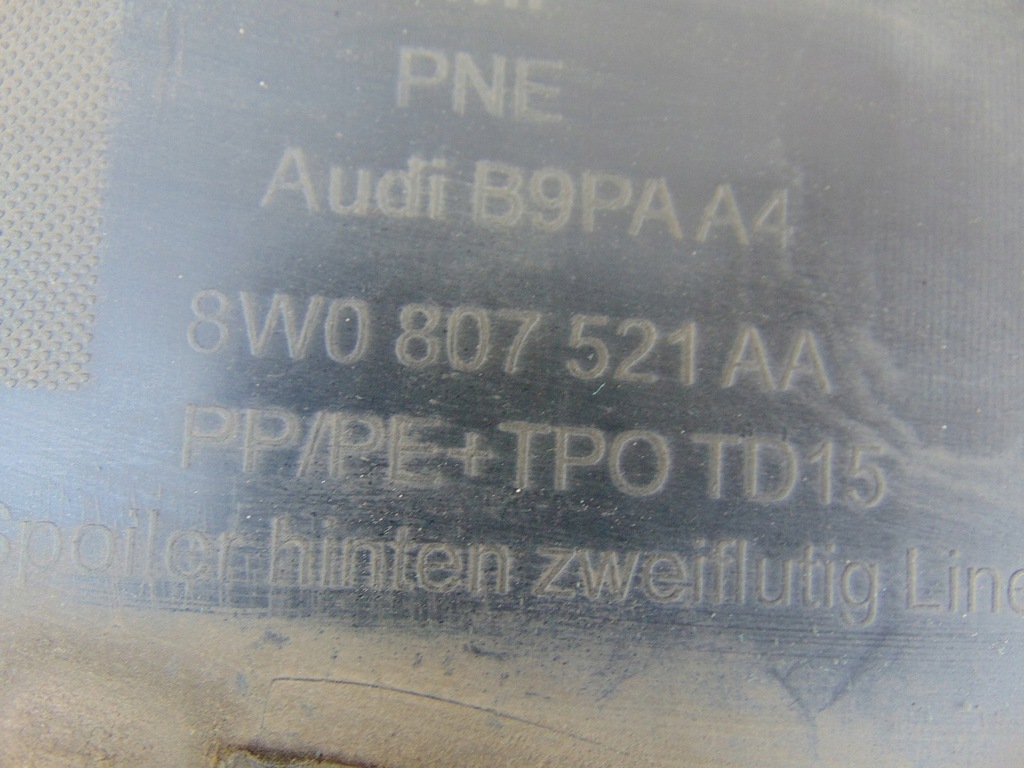 PNE
Audi B9PA A4
8W0 807 521 AA
PP/PE+TPO TD15
Spoiler hinten zweiflutig Line